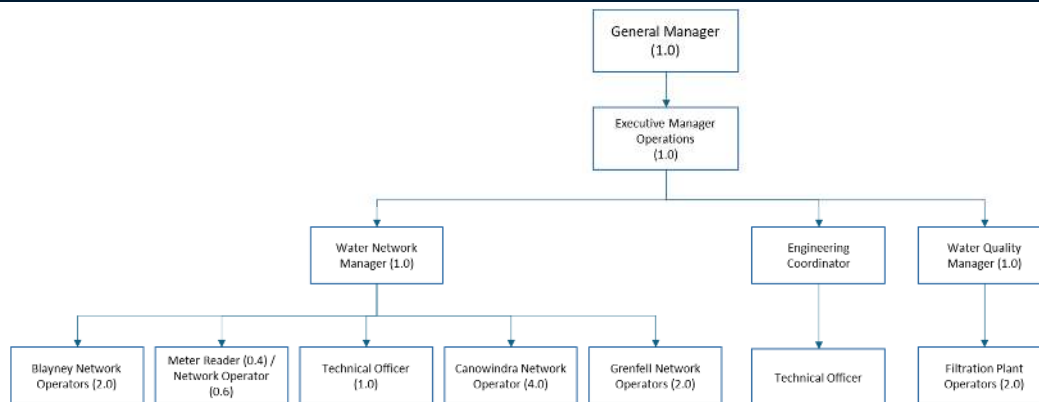 General Manager
(1.0)
Executive Manager
Operations
(1.0)
Water Network
Manager (1.0)
Engineering
Coordinator
Water Quality
Manager (1.0)
Blayney Network
Operators (2.0)
Meter Reader (0.4) /
Network Operator
(0.6)
Technical Officer
(1.0)
Canowindra Network
Operator (4.0)
Grenfell Network
Operators (2.0)
Technical Officer
Filtration Plant
Operators (2.0)